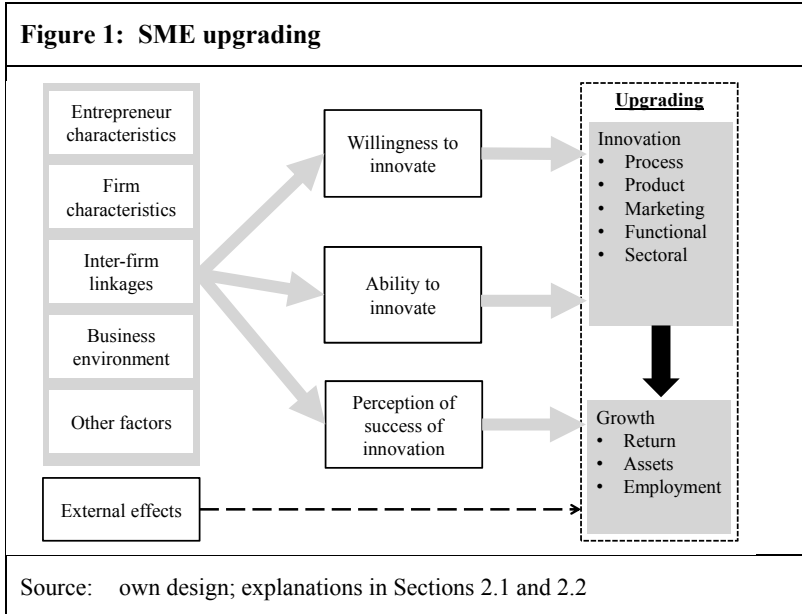 Figure 1: SME upgrading
Entrepreneur
characteristics
Firm
characteristics
Inter-firm
linkages
Business
environment
Other factors
External effects
Willingness to
innovate
Ability to
innovate
Perception of
success of
innovation
Upgrading
Innovation
• Process
• Product
• Marketing
• Functional
• Sectoral
Growth
• Return
• Assets
• Employment
Source: own design; explanations in Sections 2.1 and 2.2